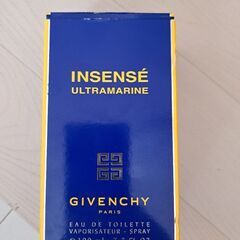 INSENSÉ
ULTRAMARINE
GIVENCHY
PARIS
EAU DE TOILETTE
VAPORISATEUR - SPRAY